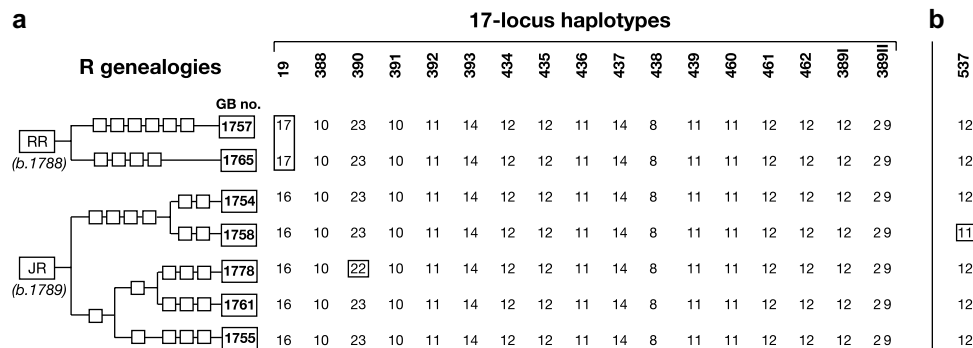 a
17-locus haplotypes
b
R genealogies
GB no.
19 388 390 391 392 393 434 435 436 437 438 439 460 461 462 389I 389II 537
RR
(b.1788)
1757 17 10 23 10 11 14 12 12 11 14 8 11 11 12 12 12 29 12
1765 17 10 23 10 11 14 12 12 11 14 8 11 11 12 12 12 29 12
1754 16 10 23 10 11 14 12 12 11 14 8 11 11 12 12 12 29 12
1758 16 10 23 10 11 14 12 12 11 14 8 11 11 12 12 12 29 11
JR
(b.1789)
1778 16 10 22 10 11 14 12 12 11 14 8 11 11 12 12 12 29 12
1761 16 10 23 10 11 14 12 12 11 14 8 11 11 12 12 12 29 12
1755 16 10 23 10 11 14 12 12 11 14 8 11 11 12 12 12 29 12